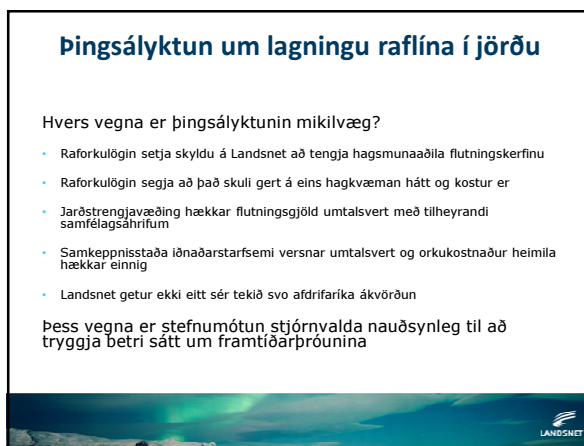 Þingsályktun um lagningu raflína í jörðu
Hvers vegna er þingsályktunin mikilvæg?
• Raforkulögin setja skyldu á Landsnet að tengja hagsmunaaðila flutningskerfinu
• Raforkulögin segja að það skuli gert á eins hagkvæman hátt og kostur er
• Jarðstrengjavæðing hækkar flutningsgjöld umtalsvert með tilheyrandi
samfélagsáhrifum
• Samkeppnisstaða iðnaðarstarfsemi versnar umtalsvert og orkukostnaður heimila
hækkar einnig
• Landsnet getur ekki eitt sér tekið svo afdrifaríka ákvörðun
Þess vegna er stefnumótun stjórnvalda nauðsynleg til að
tryggja betri sátt um framtíðarþróunina
LANDSNET